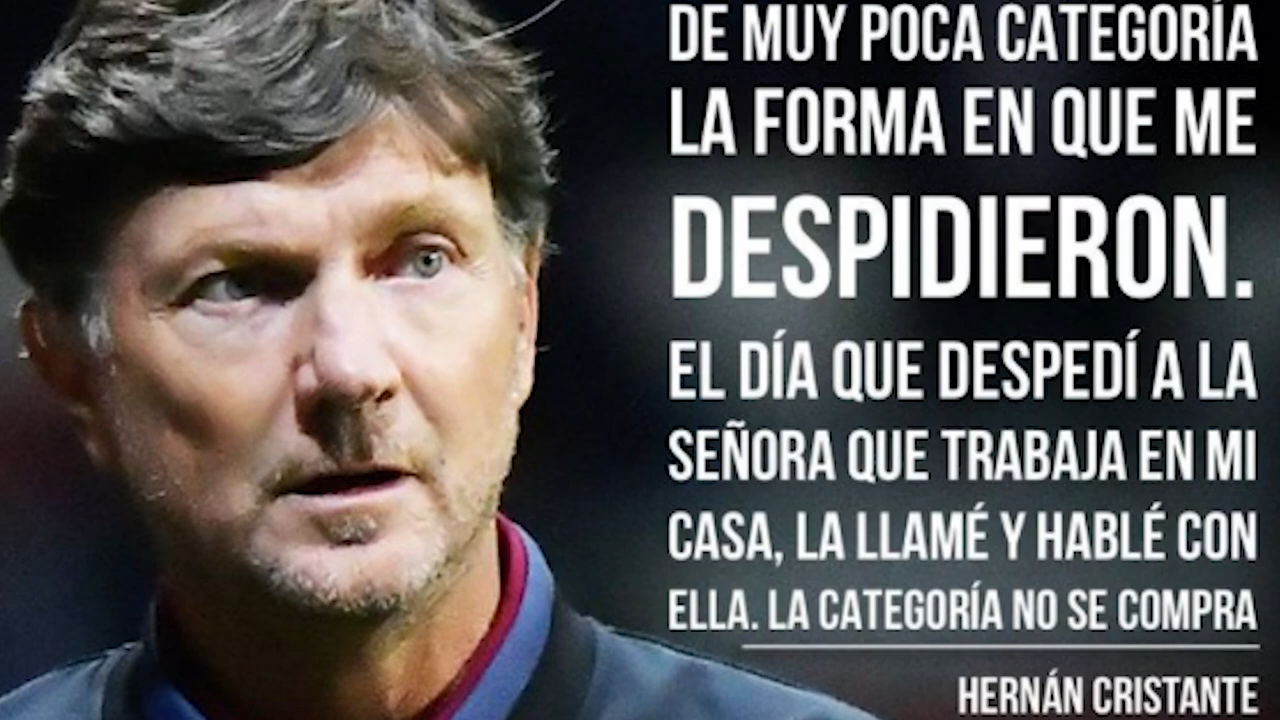 DE MUY POCA CATEGORÍA
LA FORMA EN QUE ME
DESPIDIERON.
EL DÍA QUE DESPEDÍ A LA
SEÑORA QUE TRABAJA EN MI
CASA, LA LLAMÉ Y HABLÉ CON
ELLA. LA CATEGORÍA NO SE COMPRA
HERNÁN CRISTANTE